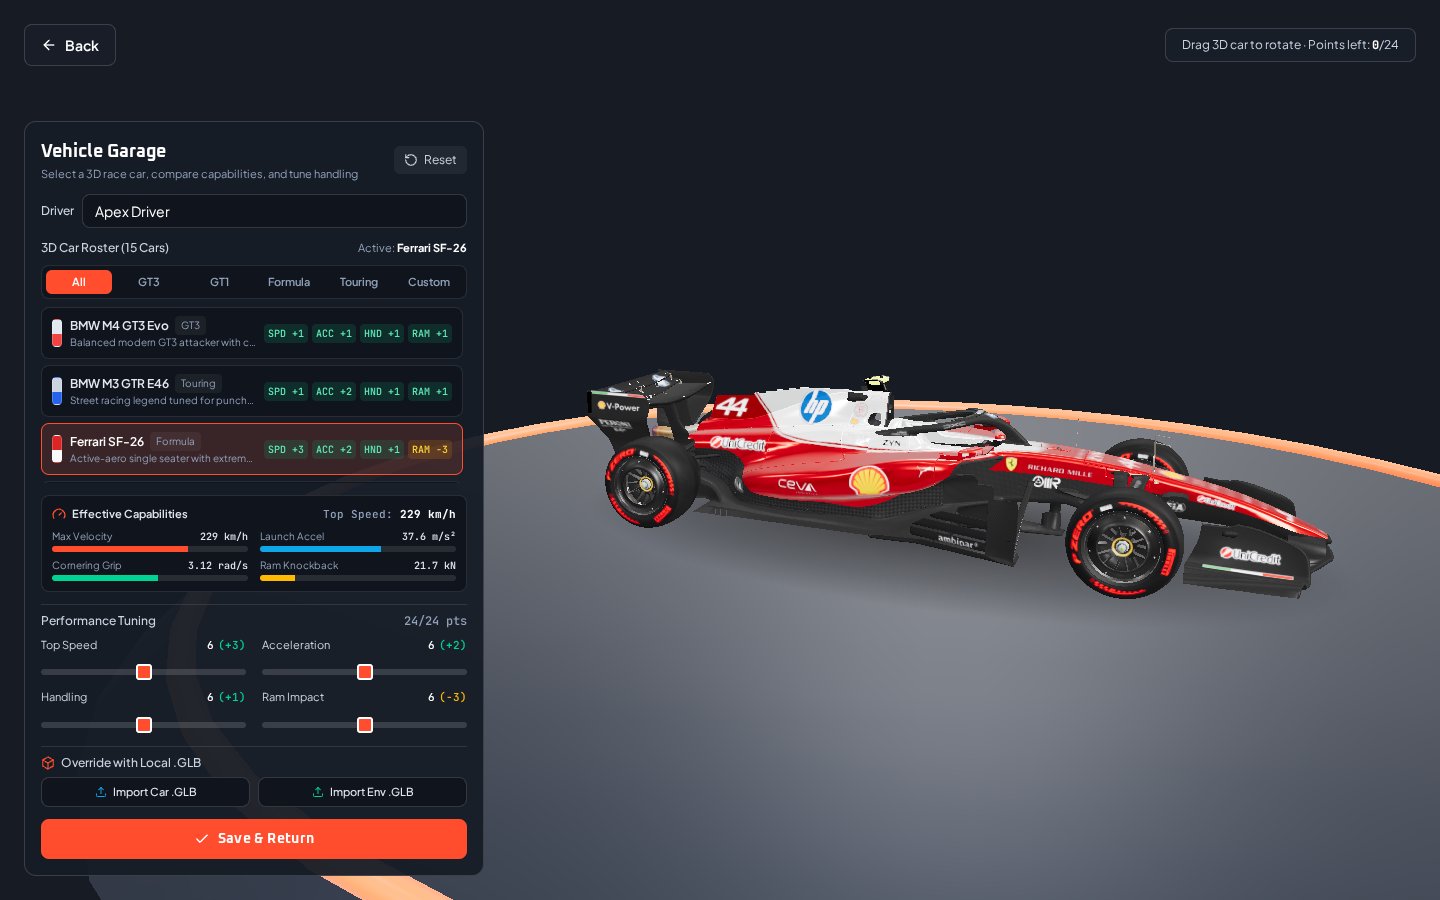 Back
Drag 3D car to rotate · Points left: 0/24
Vehicle Garage
Select a 3D race car, compare capabilities, and tune handling
Reset
Driver
Apex Driver
3D Car Roster (15 Cars)
Active: Ferrari SF-26
All GT3 GT1 Formula Touring Custom
BMW M4 GT3 Evo GT3
Balanced modern GT3 attacker with c...
SPD +1 ACC +1 HND +1 RAM +1
BMW M3 GTR E46 Touring
Street racing legend tuned for punch...
SPD +1 ACC +2 HND +1 RAM +1
Ferrari SF-26 Formula
Active-aero single seater with extrem...
SPD +3 ACC +2 HND +1 RAM -3
Effective Capabilities
Top Speed: 229 km/h
Max Velocity 229 km/h
Launch Accel 37.6 m/s²
Cornering Grip 3.12 rad/s
Ram Knockback 21.7 kN
Performance Tuning
24/24 pts
Top Speed 6 (+3)
Acceleration 6 (+2)
Handling 6 (+1)
Ram Impact 6 (-3)
Override with Local .GLB
Import Car .GLB
Import Env .GLB
Save & Return
V-Power
44
hp
UniCredit
ZYN
CEVA
RICHARD MILLE
ambipar
P ZERO
UniCredit